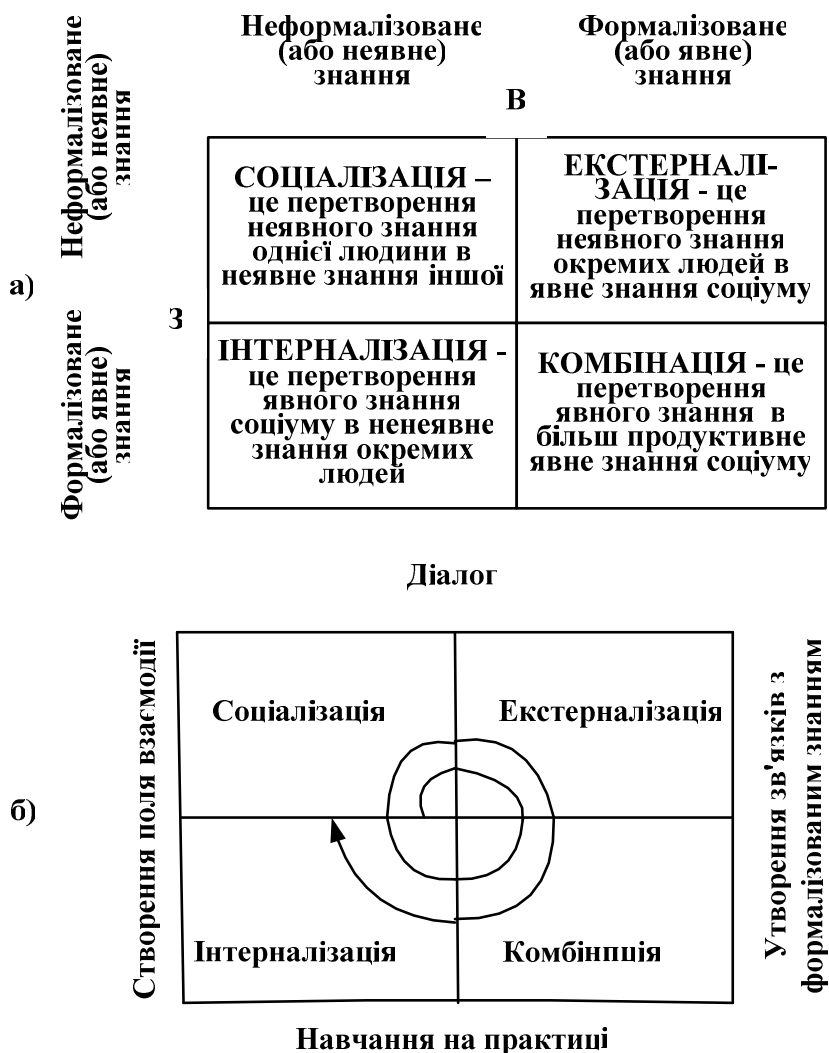 Неформалізоване
(або неявне)
знання
Формалізоване
(або явне)
знання
В
Неформалізоване
(або неявне)
знання
СОЦІАЛІЗАЦІЯ –
це перетворення
неявного знання
однієї людини в
неявне знання іншої
ЕКСТЕРНАЛІ-
ЗАЦІЯ - це
перетворення
неявного знання
окремих людей в
явне знання соціуму
а)
З
Формалізоване
(або явне)
знання
ІНТЕРНАЛІЗАЦІЯ -
це перетворення
явного знання
соціуму в ненеявне
знання окремих
людей
КОМБІНАЦІЯ - це
перетворення
явного знання в
більш продуктивне
явне знання соціуму
Діалог
Створення поля взаємодії
Соціалізація
Екстерналізація
Утворення зв'язків з
формалізованим знанням
б)
Інтерналізація
Комбінпція
Навчання на практиці